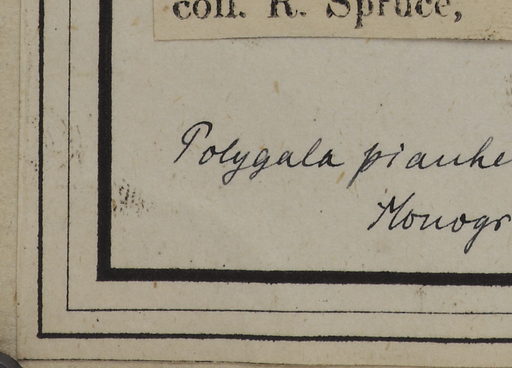 coll. R. Spruce,
Polygala piauhe
Monogr